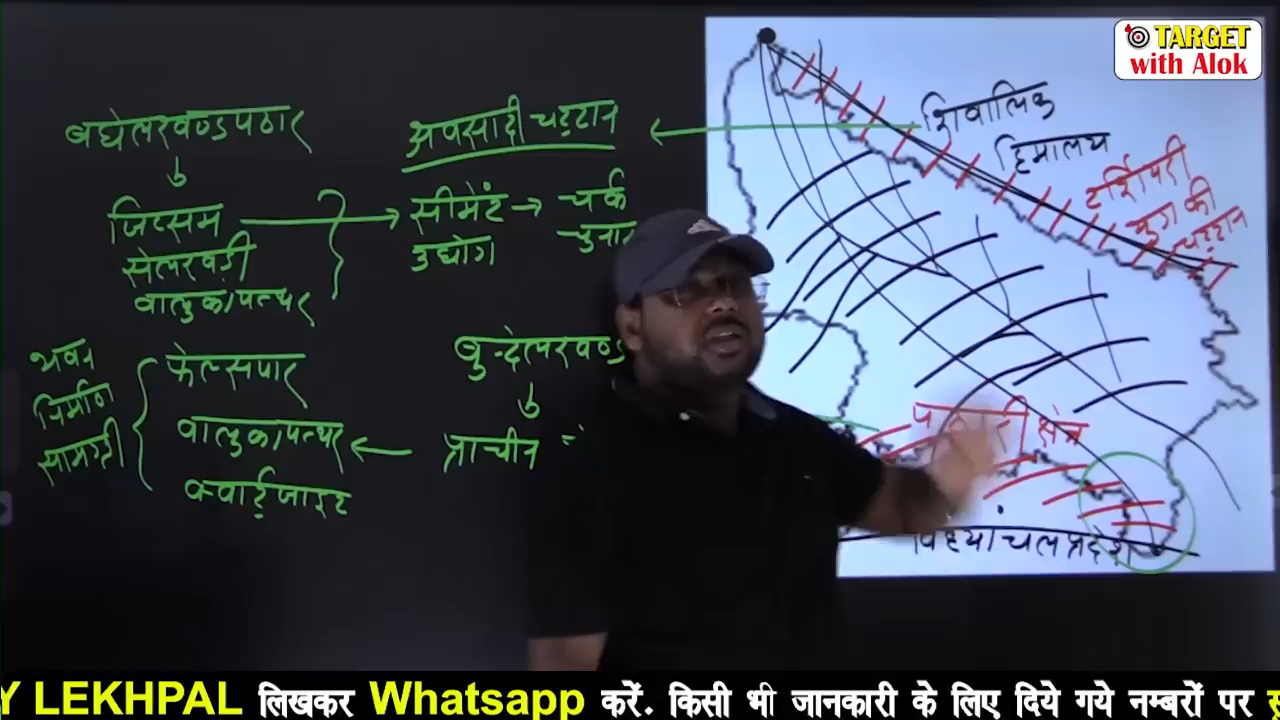 TARGET
with Alok
बघेलखण्ड पठार
जिप्सम
सेलखड़ी
वालुका पत्थर
अवसादी चट्टान
सीमेंट → चर्क
उद्योग
चुनार
शिवालिक
हिमालय
टर्शियरी
युग की
चट्टान
भवन
निर्माण
सामग्री
फेल्सपार
वालुका पत्थर
क्वार्ट्जाइट
बुन्देलखण्ड
प्राचीन
क्षेत्र
विंध्यांचल प्रदेश
Y LEKHPAL लिखकर Whatsapp करें. किसी भी जानकारी के लिए दिये गये नम्बरों पर